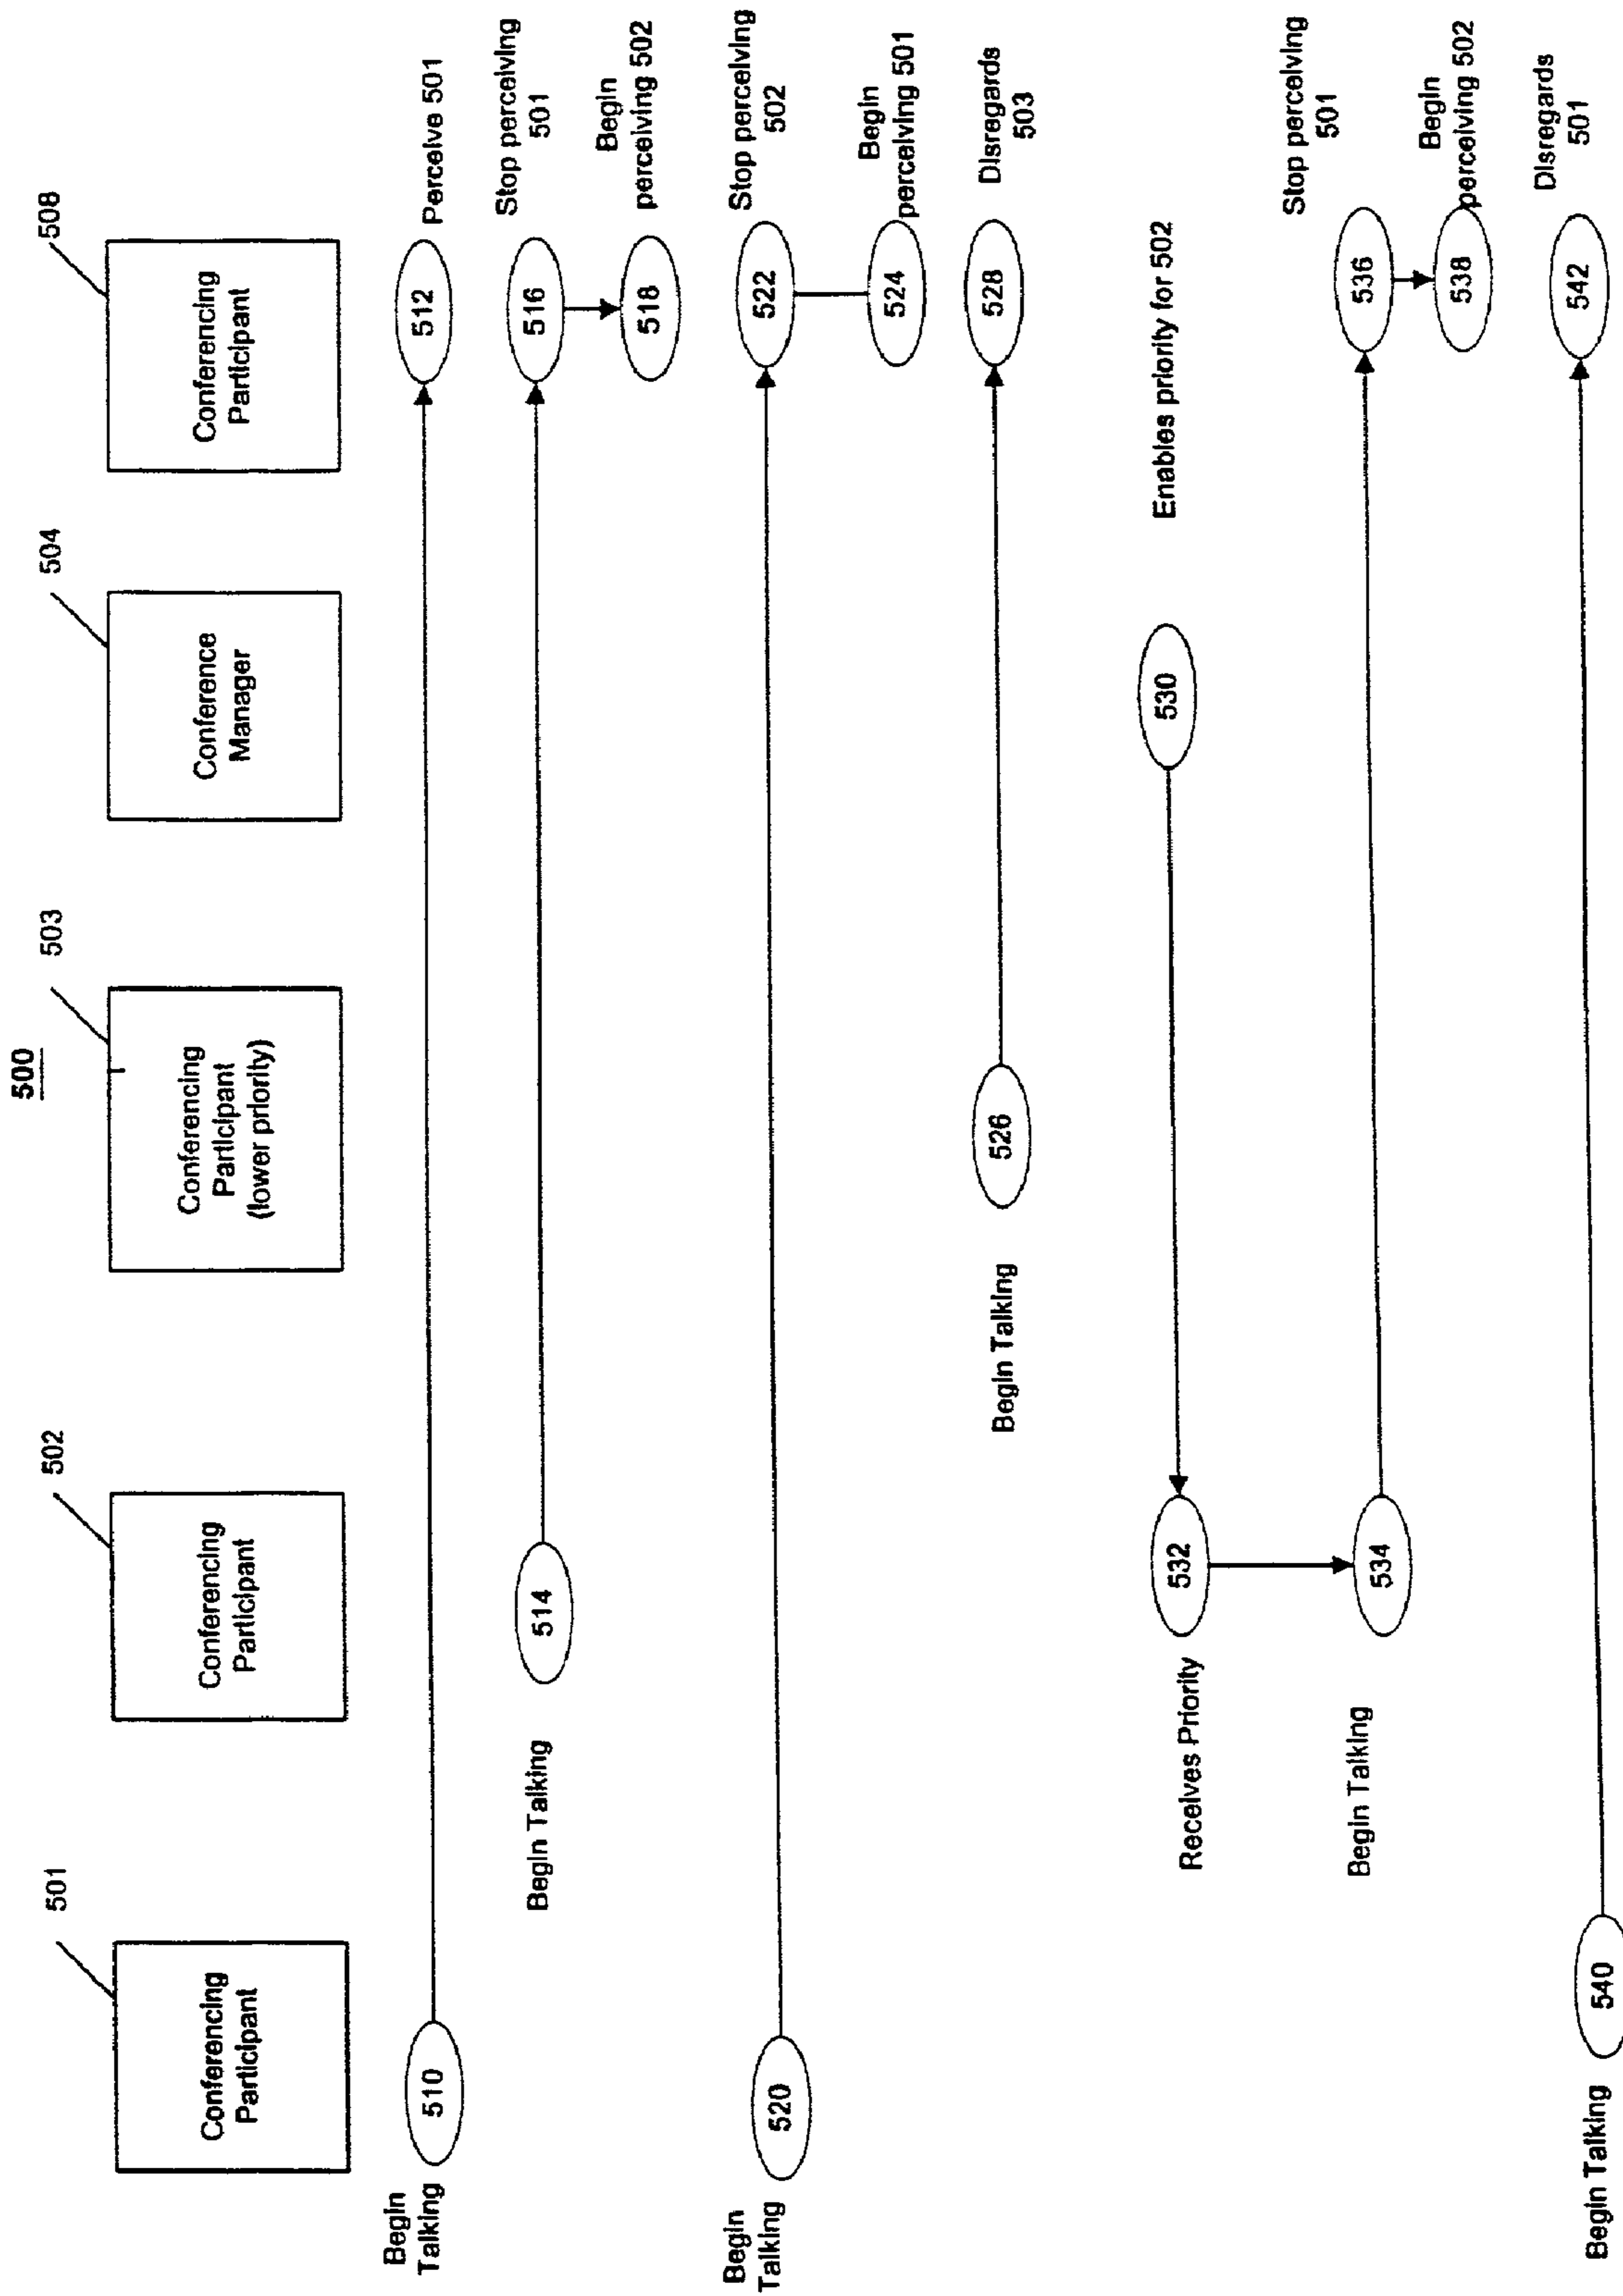 500
501
502
503
504
508
Conferencing
Participant
Conferencing
Participant
Conferencing
Participant
(lower priority)
Conference
Manager
Conferencing
Participant
Begin
Talking
510
512
Perceive 501
Begin Talking
514
516
Stop perceiving
501
518
Begin
perceiving 502
Begin
Talking
520
522
Stop perceiving
502
524
Begin
perceiving 501
Begin Talking
526
528
Disregards
503
Receives Priority
532
530
Enables priority for 502
Begin Talking
534
536
Stop perceiving
501
538
Begin
perceiving 502
Begin Talking
540
542
Disregards
501